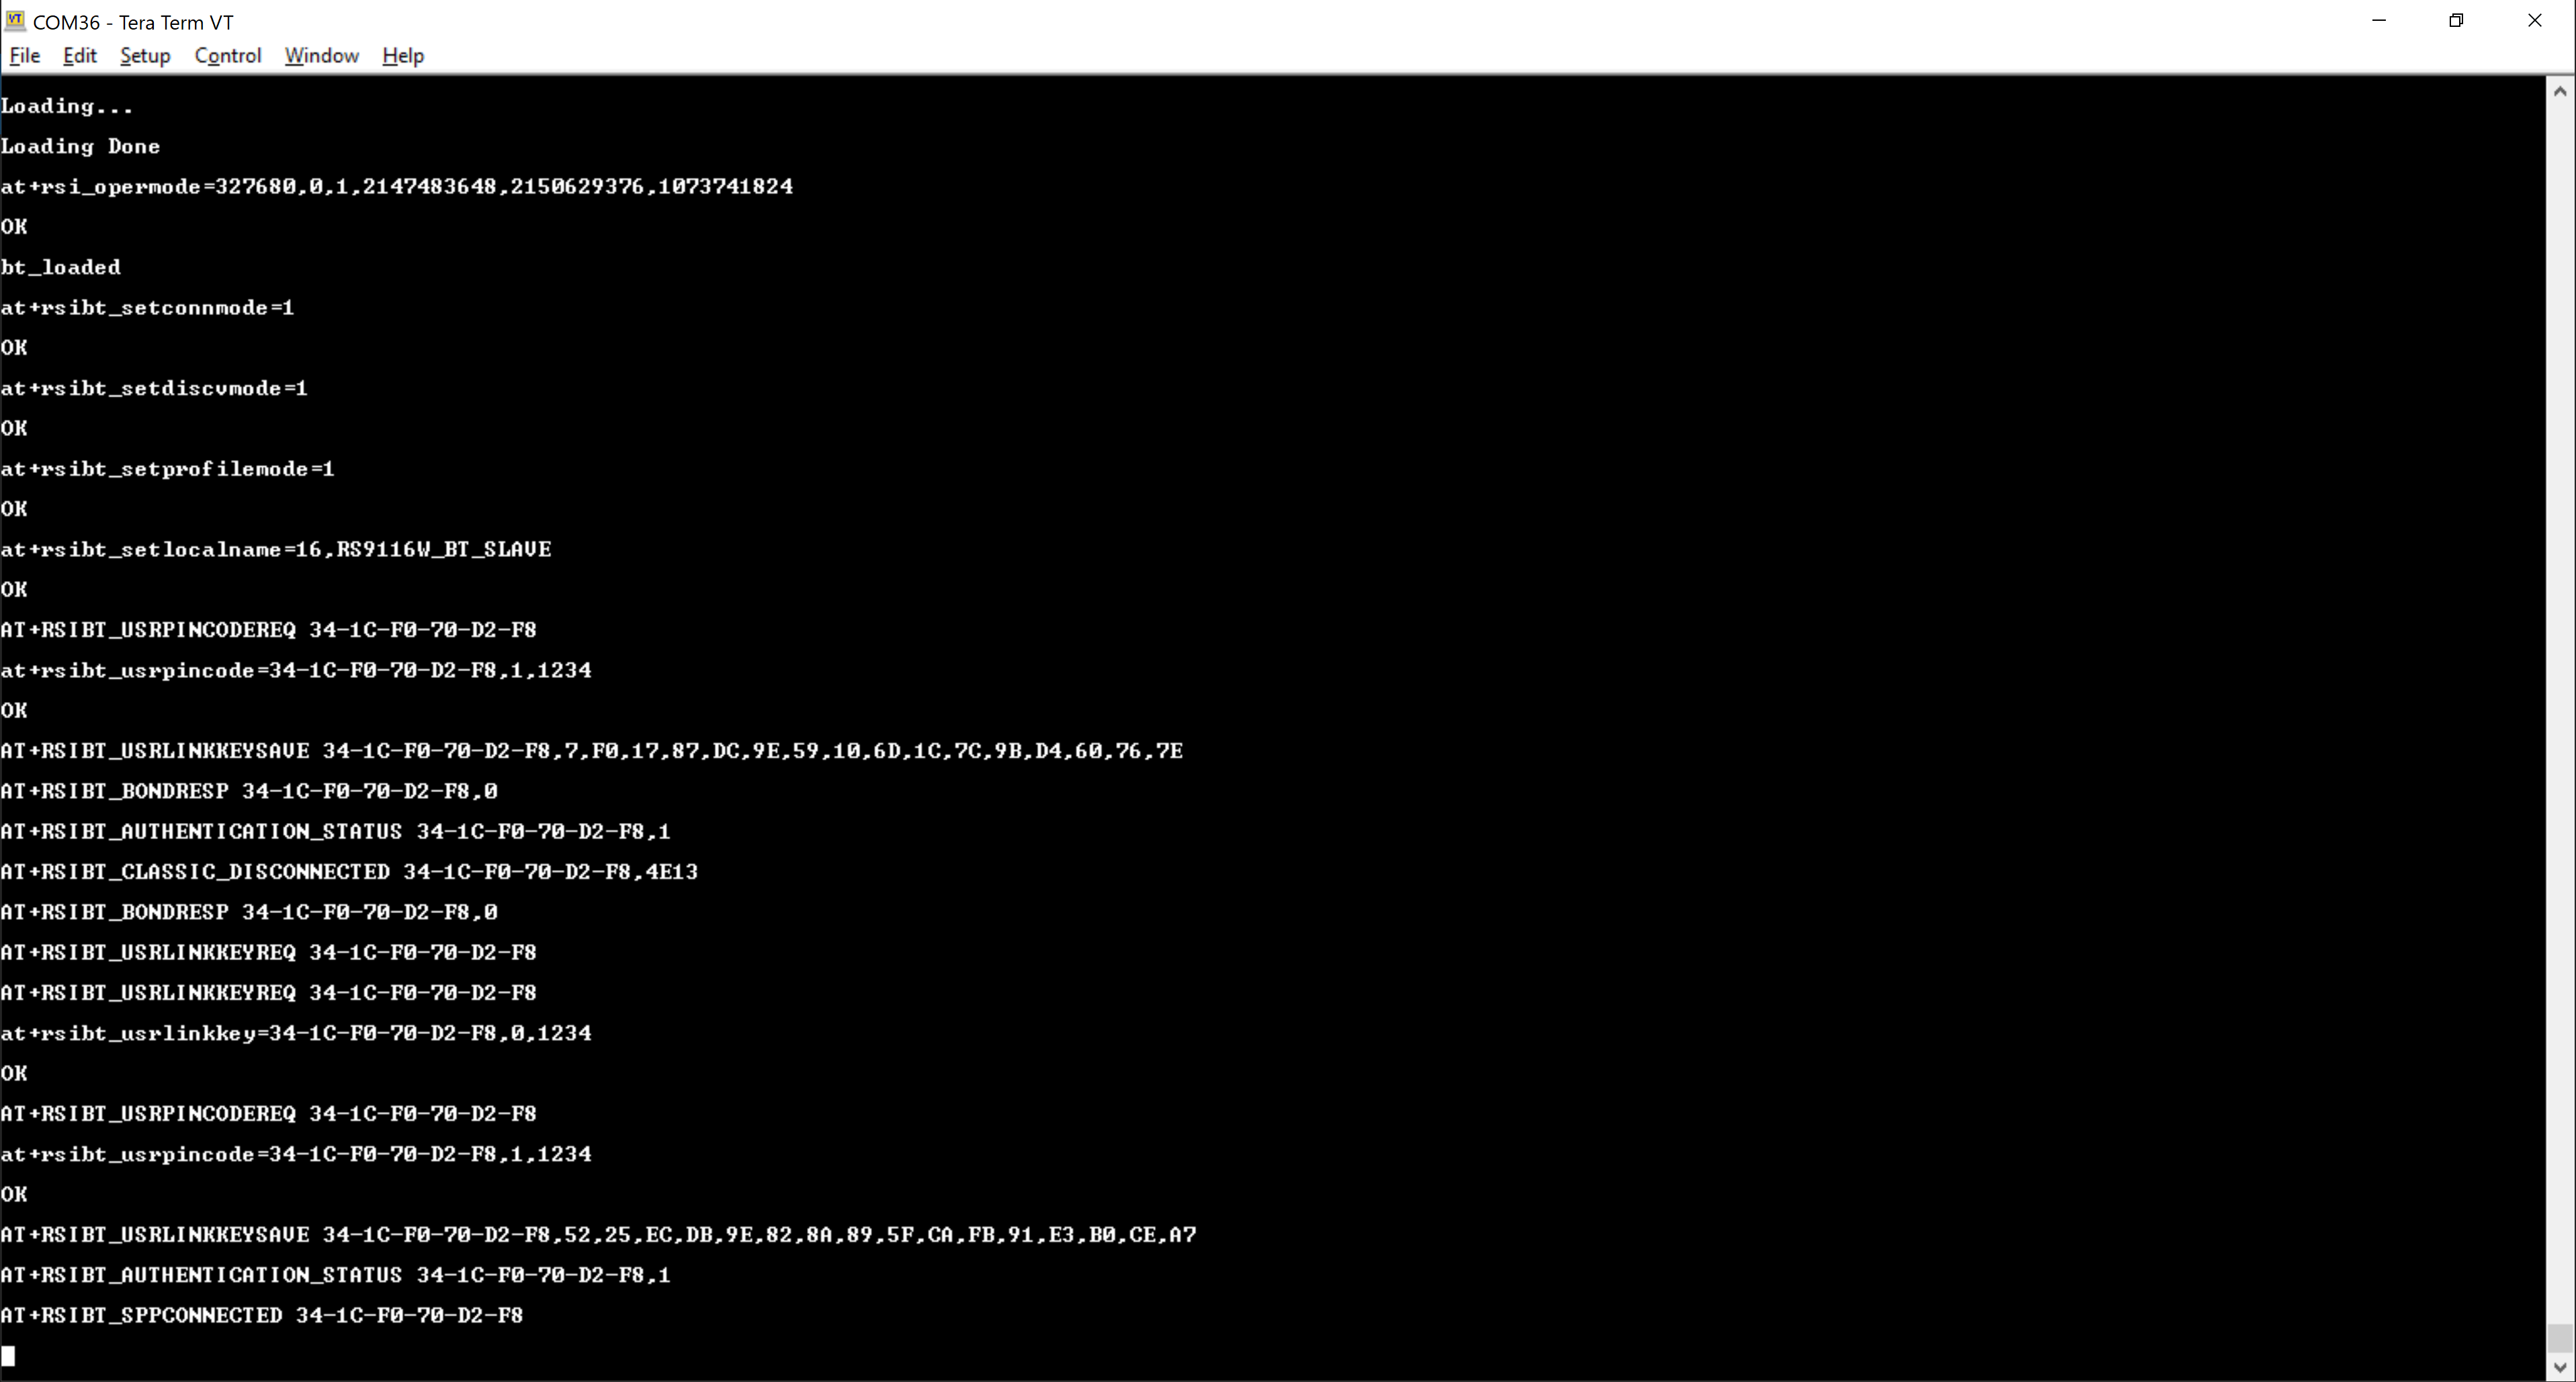 COM36 - Tera Term VT
File Edit Setup Control Window Help
Loading...
Loading Done
at+rsi_opermode=327680,0,1,2147483648,2150629376,1073741824
OK
bt_loaded
at+rsibt_setconnmode=1
OK
at+rsibt_setdiscvmode=1
OK
at+rsibt_setprofilemode=1
OK
at+rsibt_setlocalname=16,RS9116W_BT_SLAVE
OK
AT+RSIBT_USRPINCODEREQ 34-1C-F0-70-D2-F8
at+rsibt_usrpincode=34-1C-F0-70-D2-F8,1,1234
OK
AT+RSIBT_USRLINKKEYSAVE 34-1C-F0-70-D2-F8,7,F0,17,87,DC,9E,59,10,6D,1C,7C,9B,D4,60,76,7E
AT+RSIBT_BONDRESP 34-1C-F0-70-D2-F8,0
AT+RSIBT_AUTHENTICATION_STATUS 34-1C-F0-70-D2-F8,1
AT+RSIBT_CLASSIC_DISCONNECTED 34-1C-F0-70-D2-F8,4E13
AT+RSIBT_BONDRESP 34-1C-F0-70-D2-F8,0
AT+RSIBT_USRLINKKEYREQ 34-1C-F0-70-D2-F8
AT+RSIBT_USRLINKKEYREQ 34-1C-F0-70-D2-F8
at+rsibt_usrlinkkey=34-1C-F0-70-D2-F8,0,1234
OK
AT+RSIBT_USRPINCODEREQ 34-1C-F0-70-D2-F8
at+rsibt_usrpincode=34-1C-F0-70-D2-F8,1,1234
OK
AT+RSIBT_USRLINKKEYSAVE 34-1C-F0-70-D2-F8,52,25,EC,DB,9E,82,8A,89,5F,CA,FB,91,E3,B0,CE,A7
AT+RSIBT_AUTHENTICATION_STATUS 34-1C-F0-70-D2-F8,1
AT+RSIBT_SPPCONNECTED 34-1C-F0-70-D2-F8